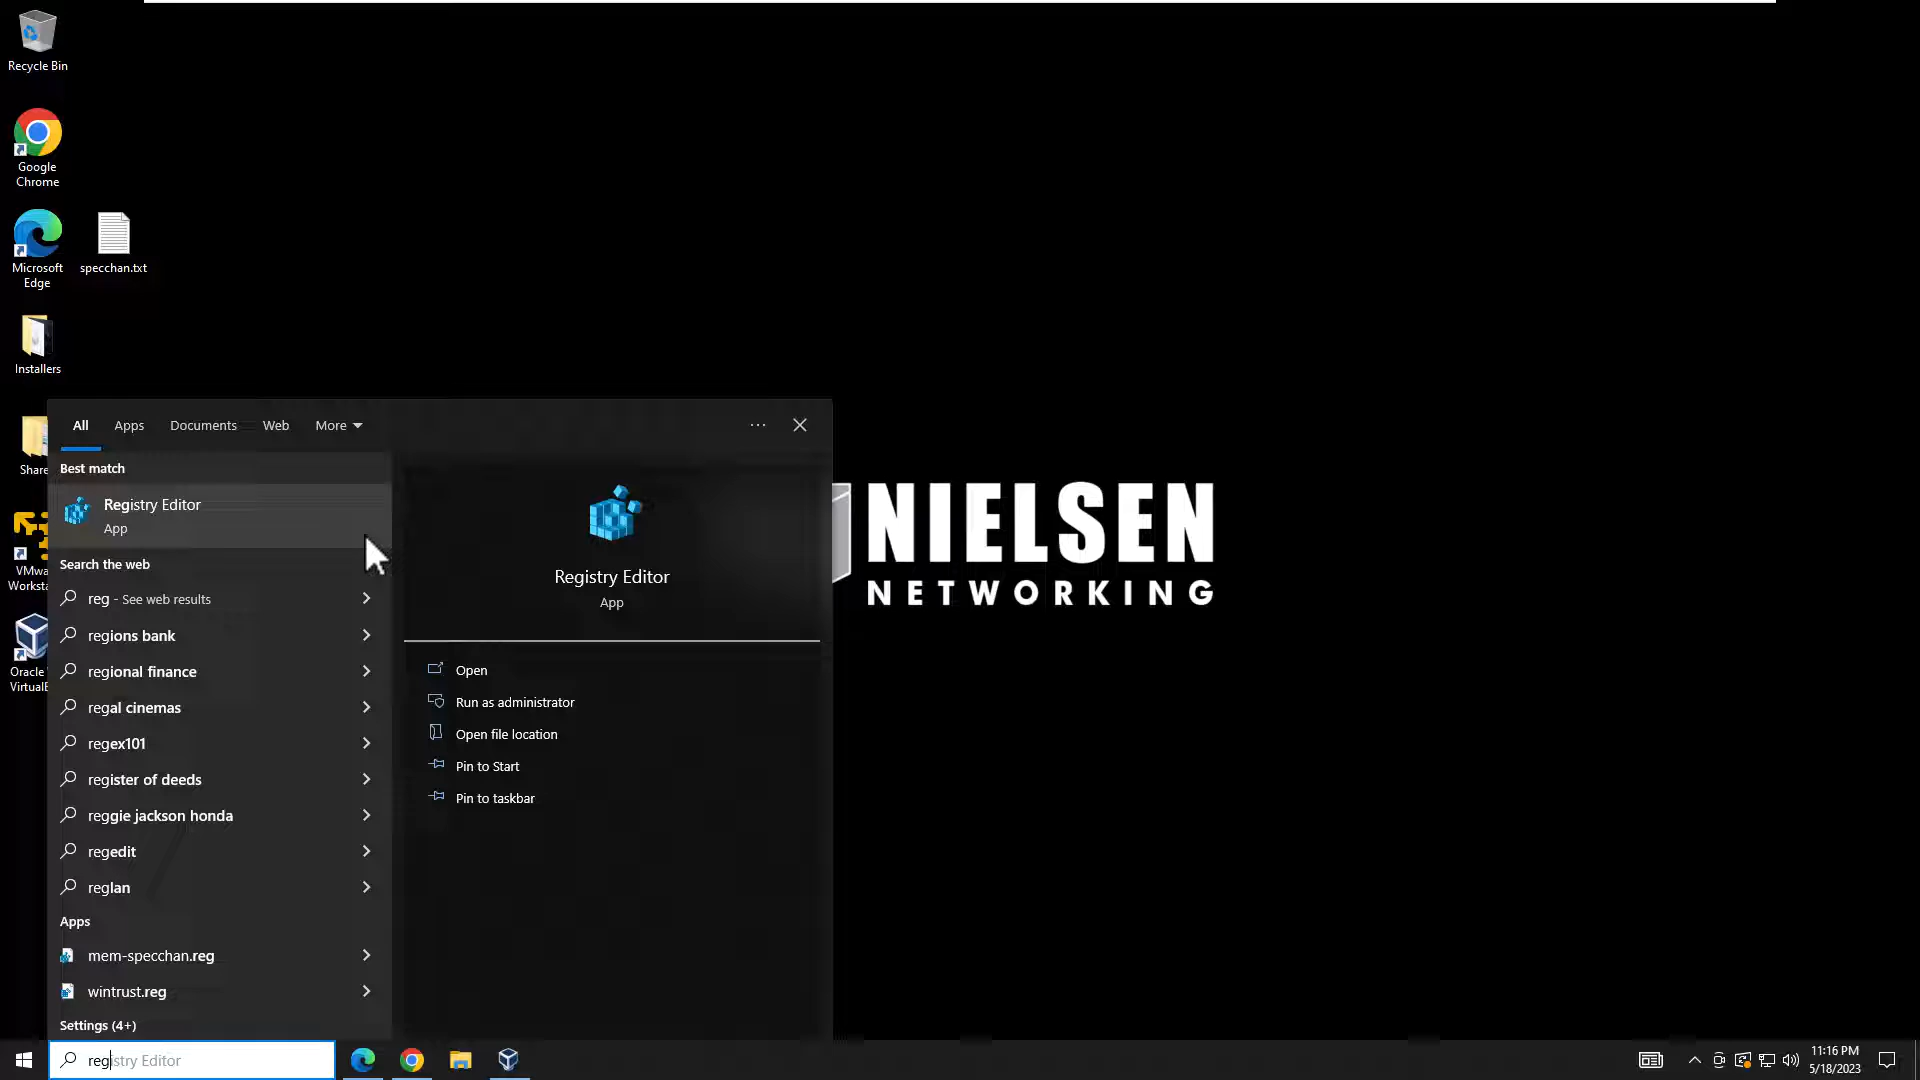 Recycle Bin
Google
Chrome
Microsoft
Edge
specchan.txt
Installers
Share
VMwa
Worksta
Oracle
VirtualB
All
Apps
Documents
Web
More
Best match
Registry Editor
App
Search the web
reg - See web results
regions bank
regional finance
regal cinemas
regex101
register of deeds
reggie jackson honda
regedit
reglan
Apps
mem-specchan.reg
wintrust.reg
Settings (4+)
Registry Editor
App
Open
Run as administrator
Open file location
Pin to Start
Pin to taskbar
NIELSEN
NETWORKING
registry Editor
11:16 PM
5/18/2023